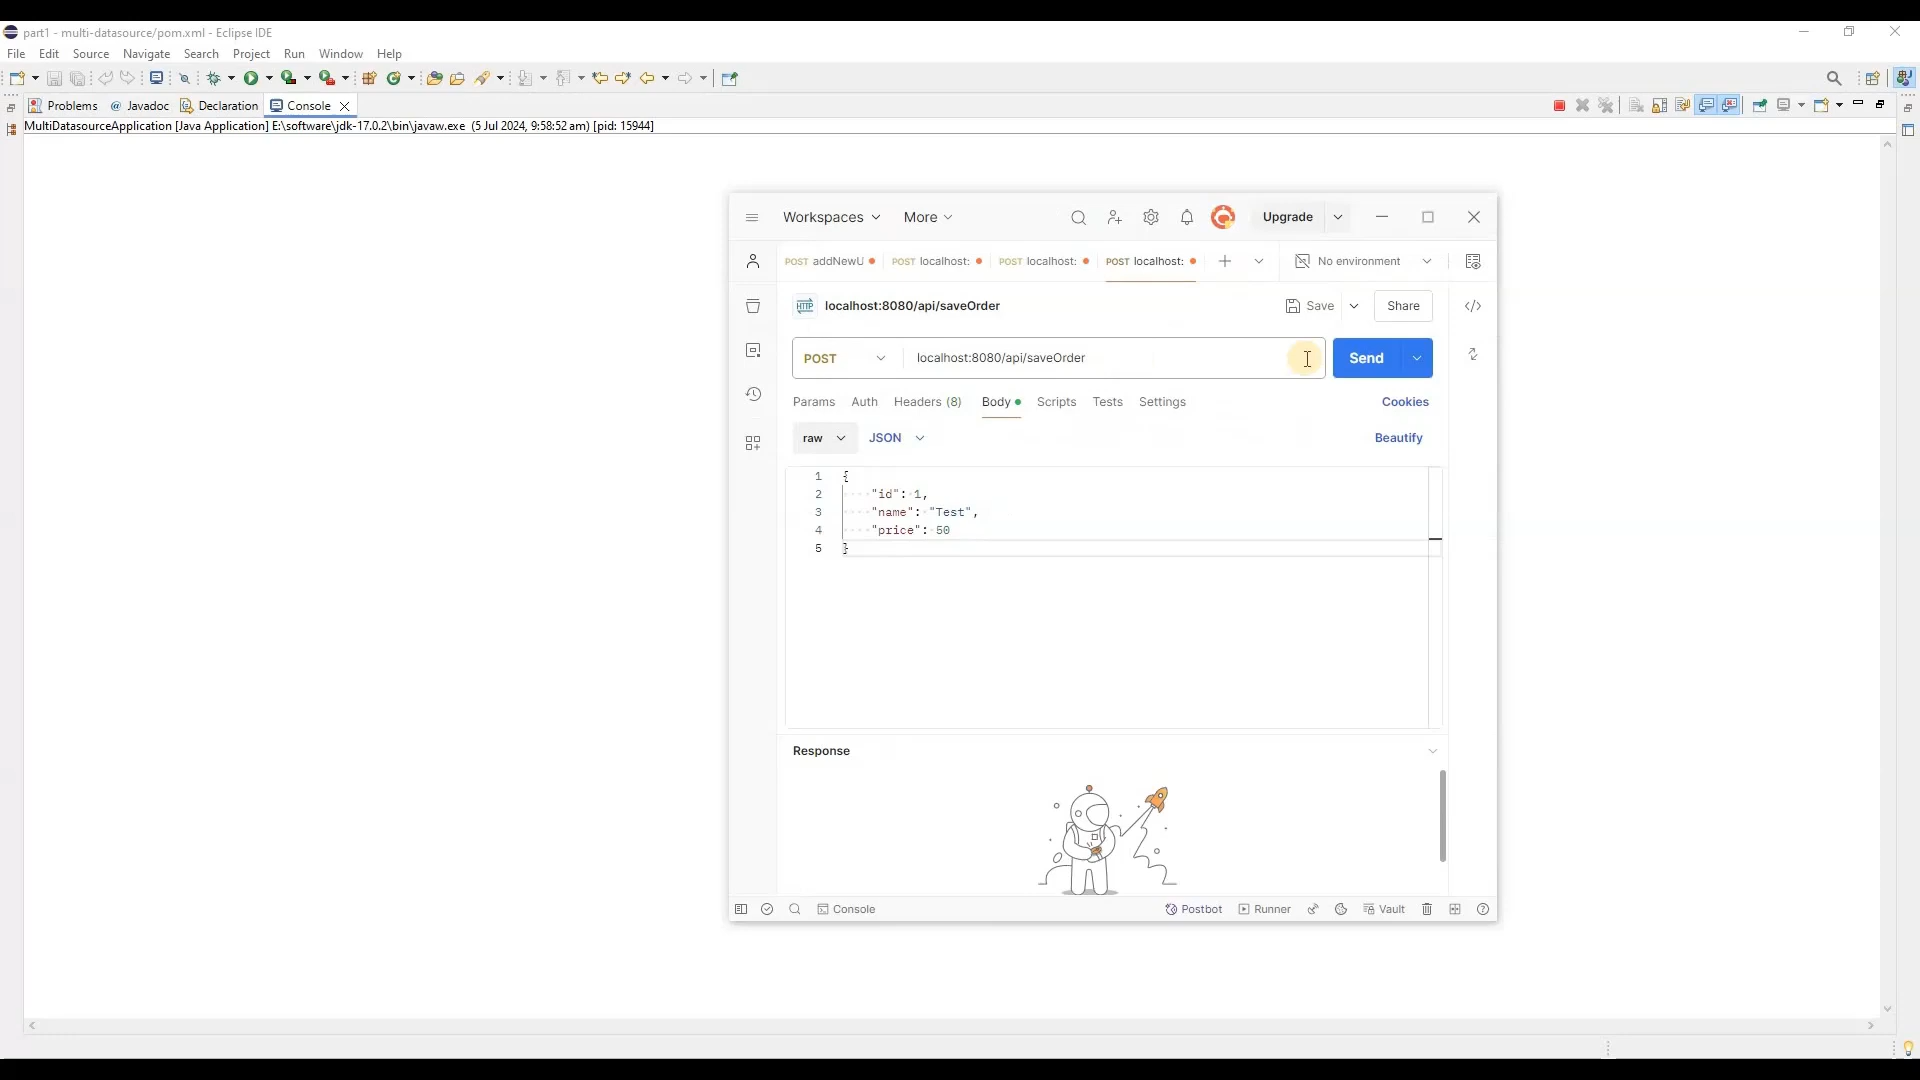 part1 - multi-datasource/pom.xml - Eclipse IDE
File Edit Source Navigate Search Project Run Window Help
Problems @ Javadoc Declaration Console
MultiDatasourceApplication [Java Application] E:\software\jdk-17.0.2\bin\javaw.exe (5 Jul 2024, 9:58:52 am) [pid: 15944]
Workspaces More Upgrade
POST addNewU POST localhost: POST localhost: POST localhost: No environment
HTTP localhost:8080/api/saveOrder Save Share
POST localhost:8080/api/saveOrder Send
Params Auth Headers (8) Body Scripts Tests Settings Cookies
raw JSON Beautify
1 {
2 "id": 1,
3 "name": "Test",
4 "price": 50
5 }
Response
Console Postbot Runner Vault